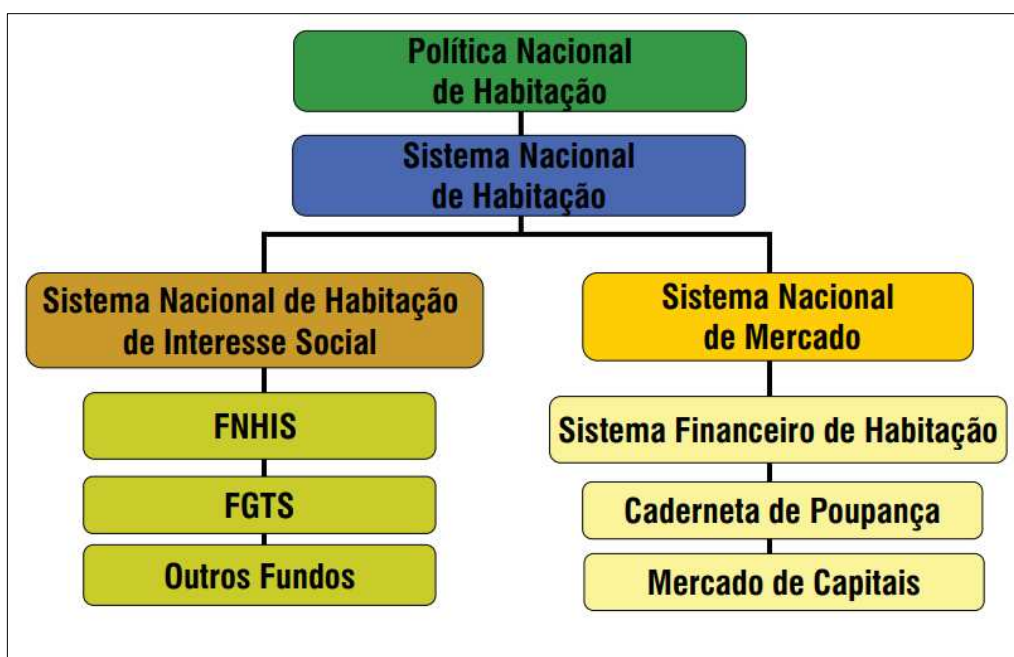 Política Nacional
de Habitação
Sistema Nacional
de Habitação
Sistema Nacional de Habitação
de Interesse Social
Sistema Nacional
de Mercado
FNHIS
Sistema Financeiro de Habitação
FGTS
Caderneta de Poupança
Outros Fundos
Mercado de Capitais